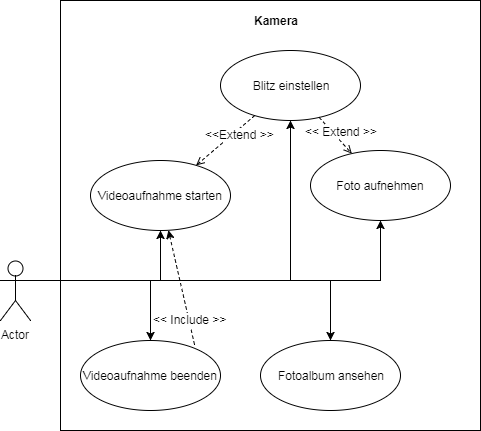 Kamera
Blitz einstellen
<<Extend >>
<< Extend >>
Videoaufnahme starten
Foto aufnehmen
Actor
<< Include >>
Videoaufnahme beenden
Fotoalbum ansehen